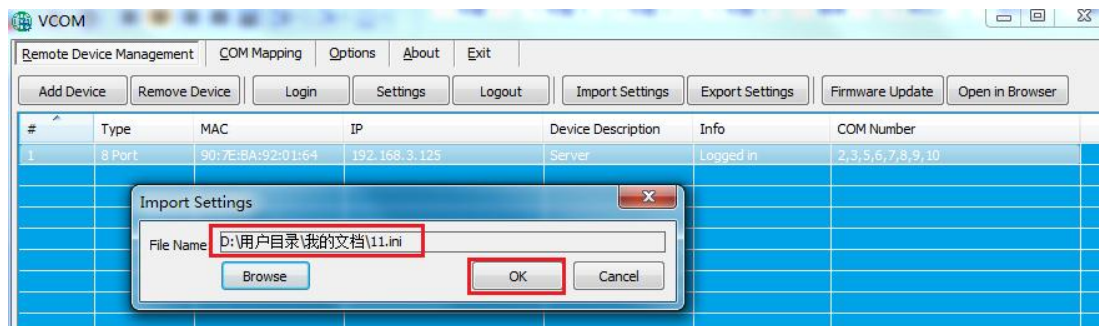 VCOM
Remote Device Management COM Mapping Options About Exit
Add Device Remove Device Login Settings Logout Import Settings Export Settings Firmware Update Open in Browser
# Type MAC IP Device Description Info COM Number
1 8 Port 90:7E:BA:92:01:64 192.168.3.125 Server Logged in 2,3,5,6,7,8,9,10
Import Settings
File Name D:\用户目录\我的文档\11.ini
Browse OK Cancel